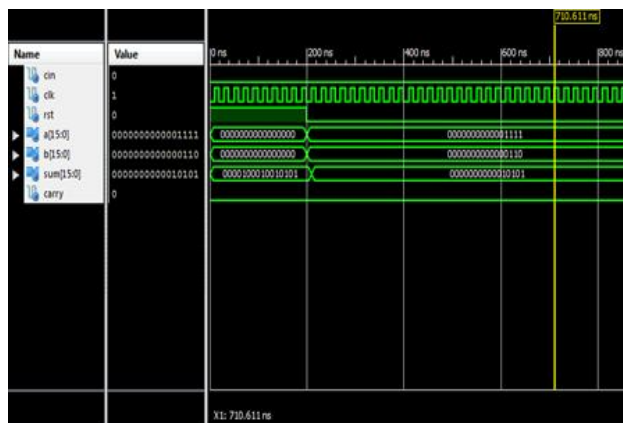 710.611 ns
Name Value 0 ns 200 ns 400 ns 600 ns 800 ns
cin 0
clk 1
rst 0
a[15:0] 0000000000001111 0000000000000000 0000000000001111
b[15:0] 0000000000000110 0000000000000000 0000000000000110
sum[15:0] 0000000000010101 0000100010010101 0000000000010101
carry 0
X1: 710.611 ns